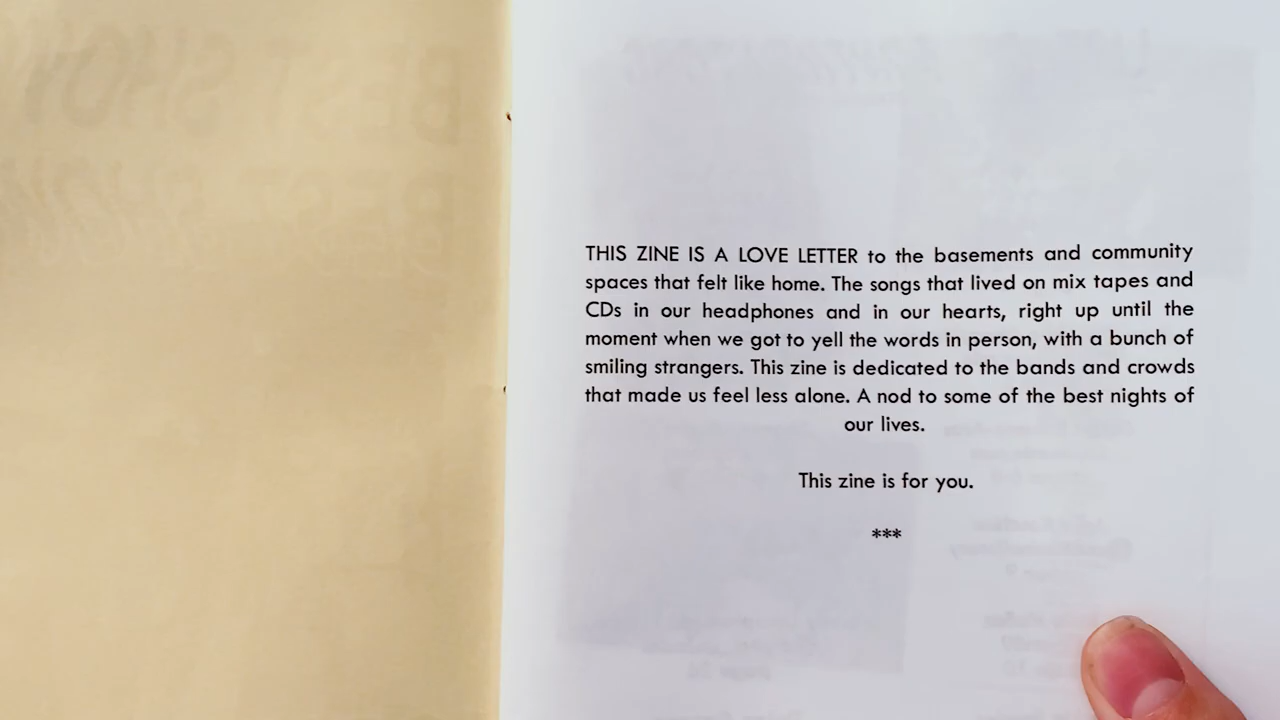 THIS ZINE IS A LOVE LETTER to the basements and community
spaces that felt like home. The songs that lived on mix tapes and
CDs in our headphones and in our hearts, right up until the
moment when we got to yell the words in person, with a bunch of
smiling strangers. This zine is dedicated to the bands and crowds
that made us feel less alone. A nod to some of the best nights of
our lives.
This zine is for you.
***